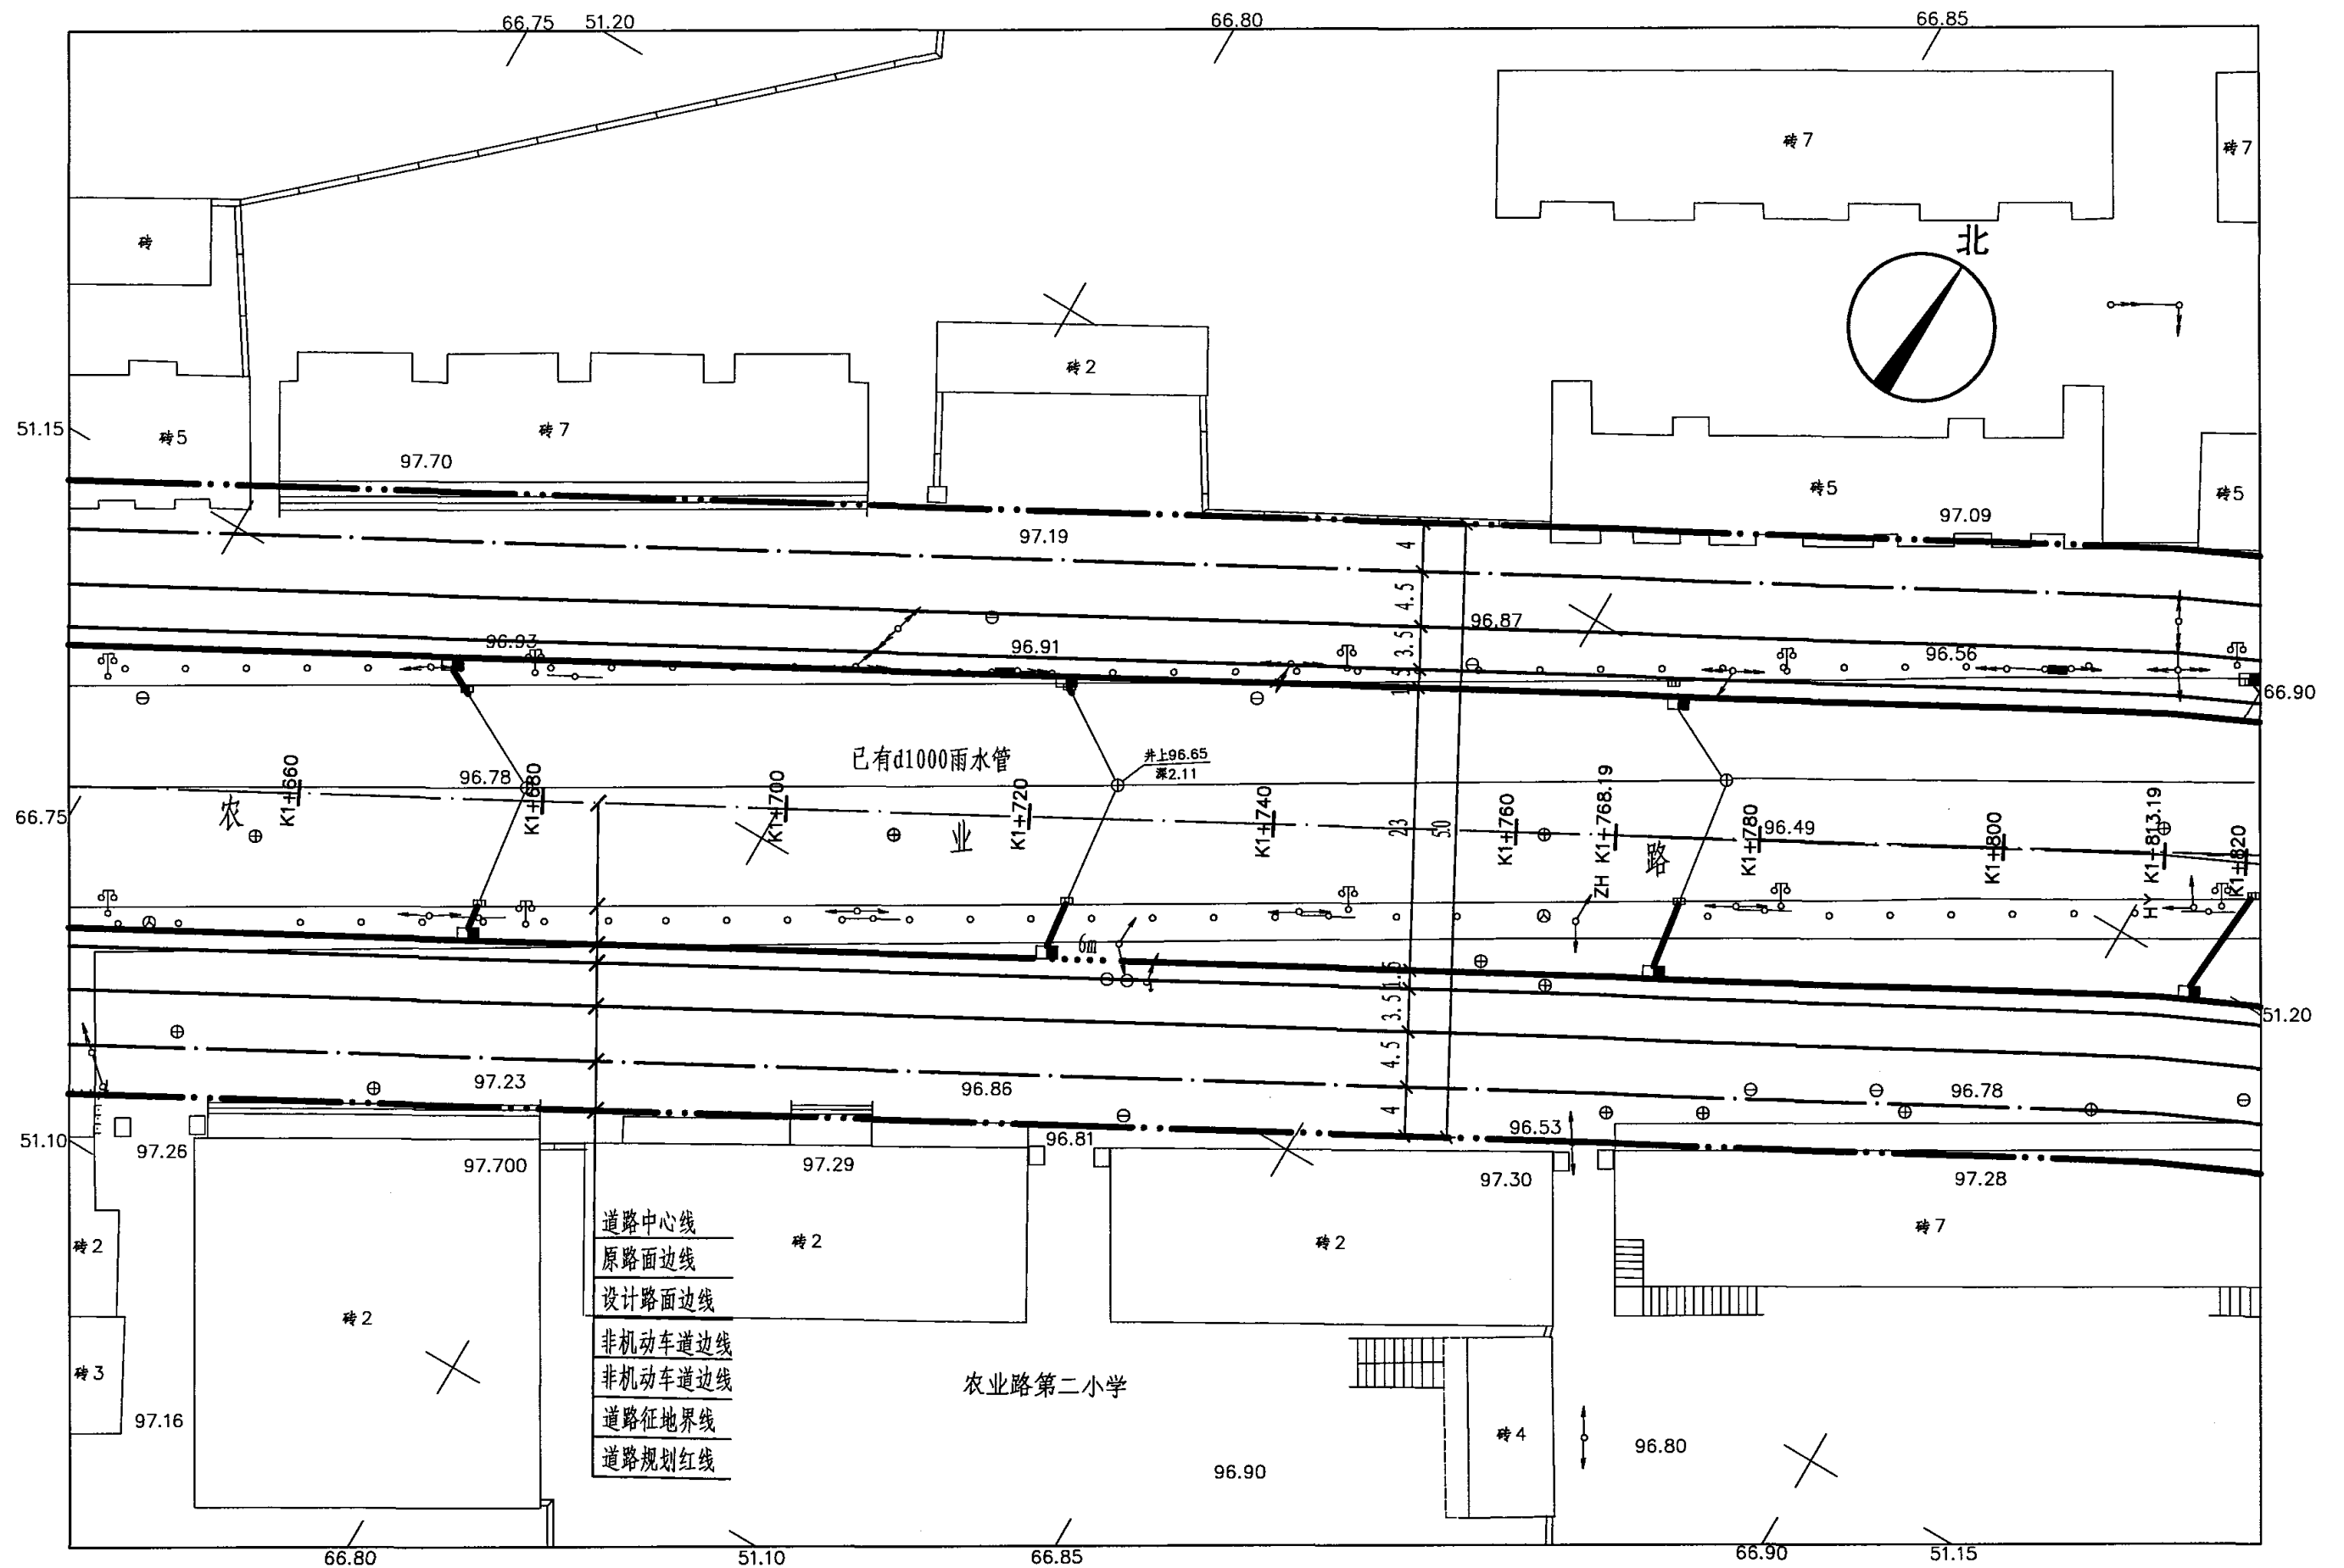 66.75
51.20
66.80
66.85
砖7
砖7
砖
北
砖2
51.15
砖5
砖7
97.70
砖5
砖5
97.19
97.09
4
4.5
3.5
1.5
96.93
96.91
96.87
96.56
66.90
已有d1000雨水管
井上96.65
深2.11
96.78
66.75
农
业
路
K1+660
K1+680
K1+700
K1+720
K1+740
K1+760
ZH K1+768.19
K1+780
96.49
K1+800
HY K1+813.19
K1+820
23
50
6m
1.5
3.5
4.5
4
51.20
97.23
96.86
96.78
51.10
97.26
97.700
97.29
96.81
96.53
97.30
97.28
砖2
砖2
砖2
砖7
道路中心线
原路面边线
设计路面边线
非机动车道边线
非机动车道边线
道路征地界线
道路规划红线
砖2
砖3
97.16
农业路第二小学
砖4
96.90
96.80
66.80
51.10
66.85
66.90
51.15